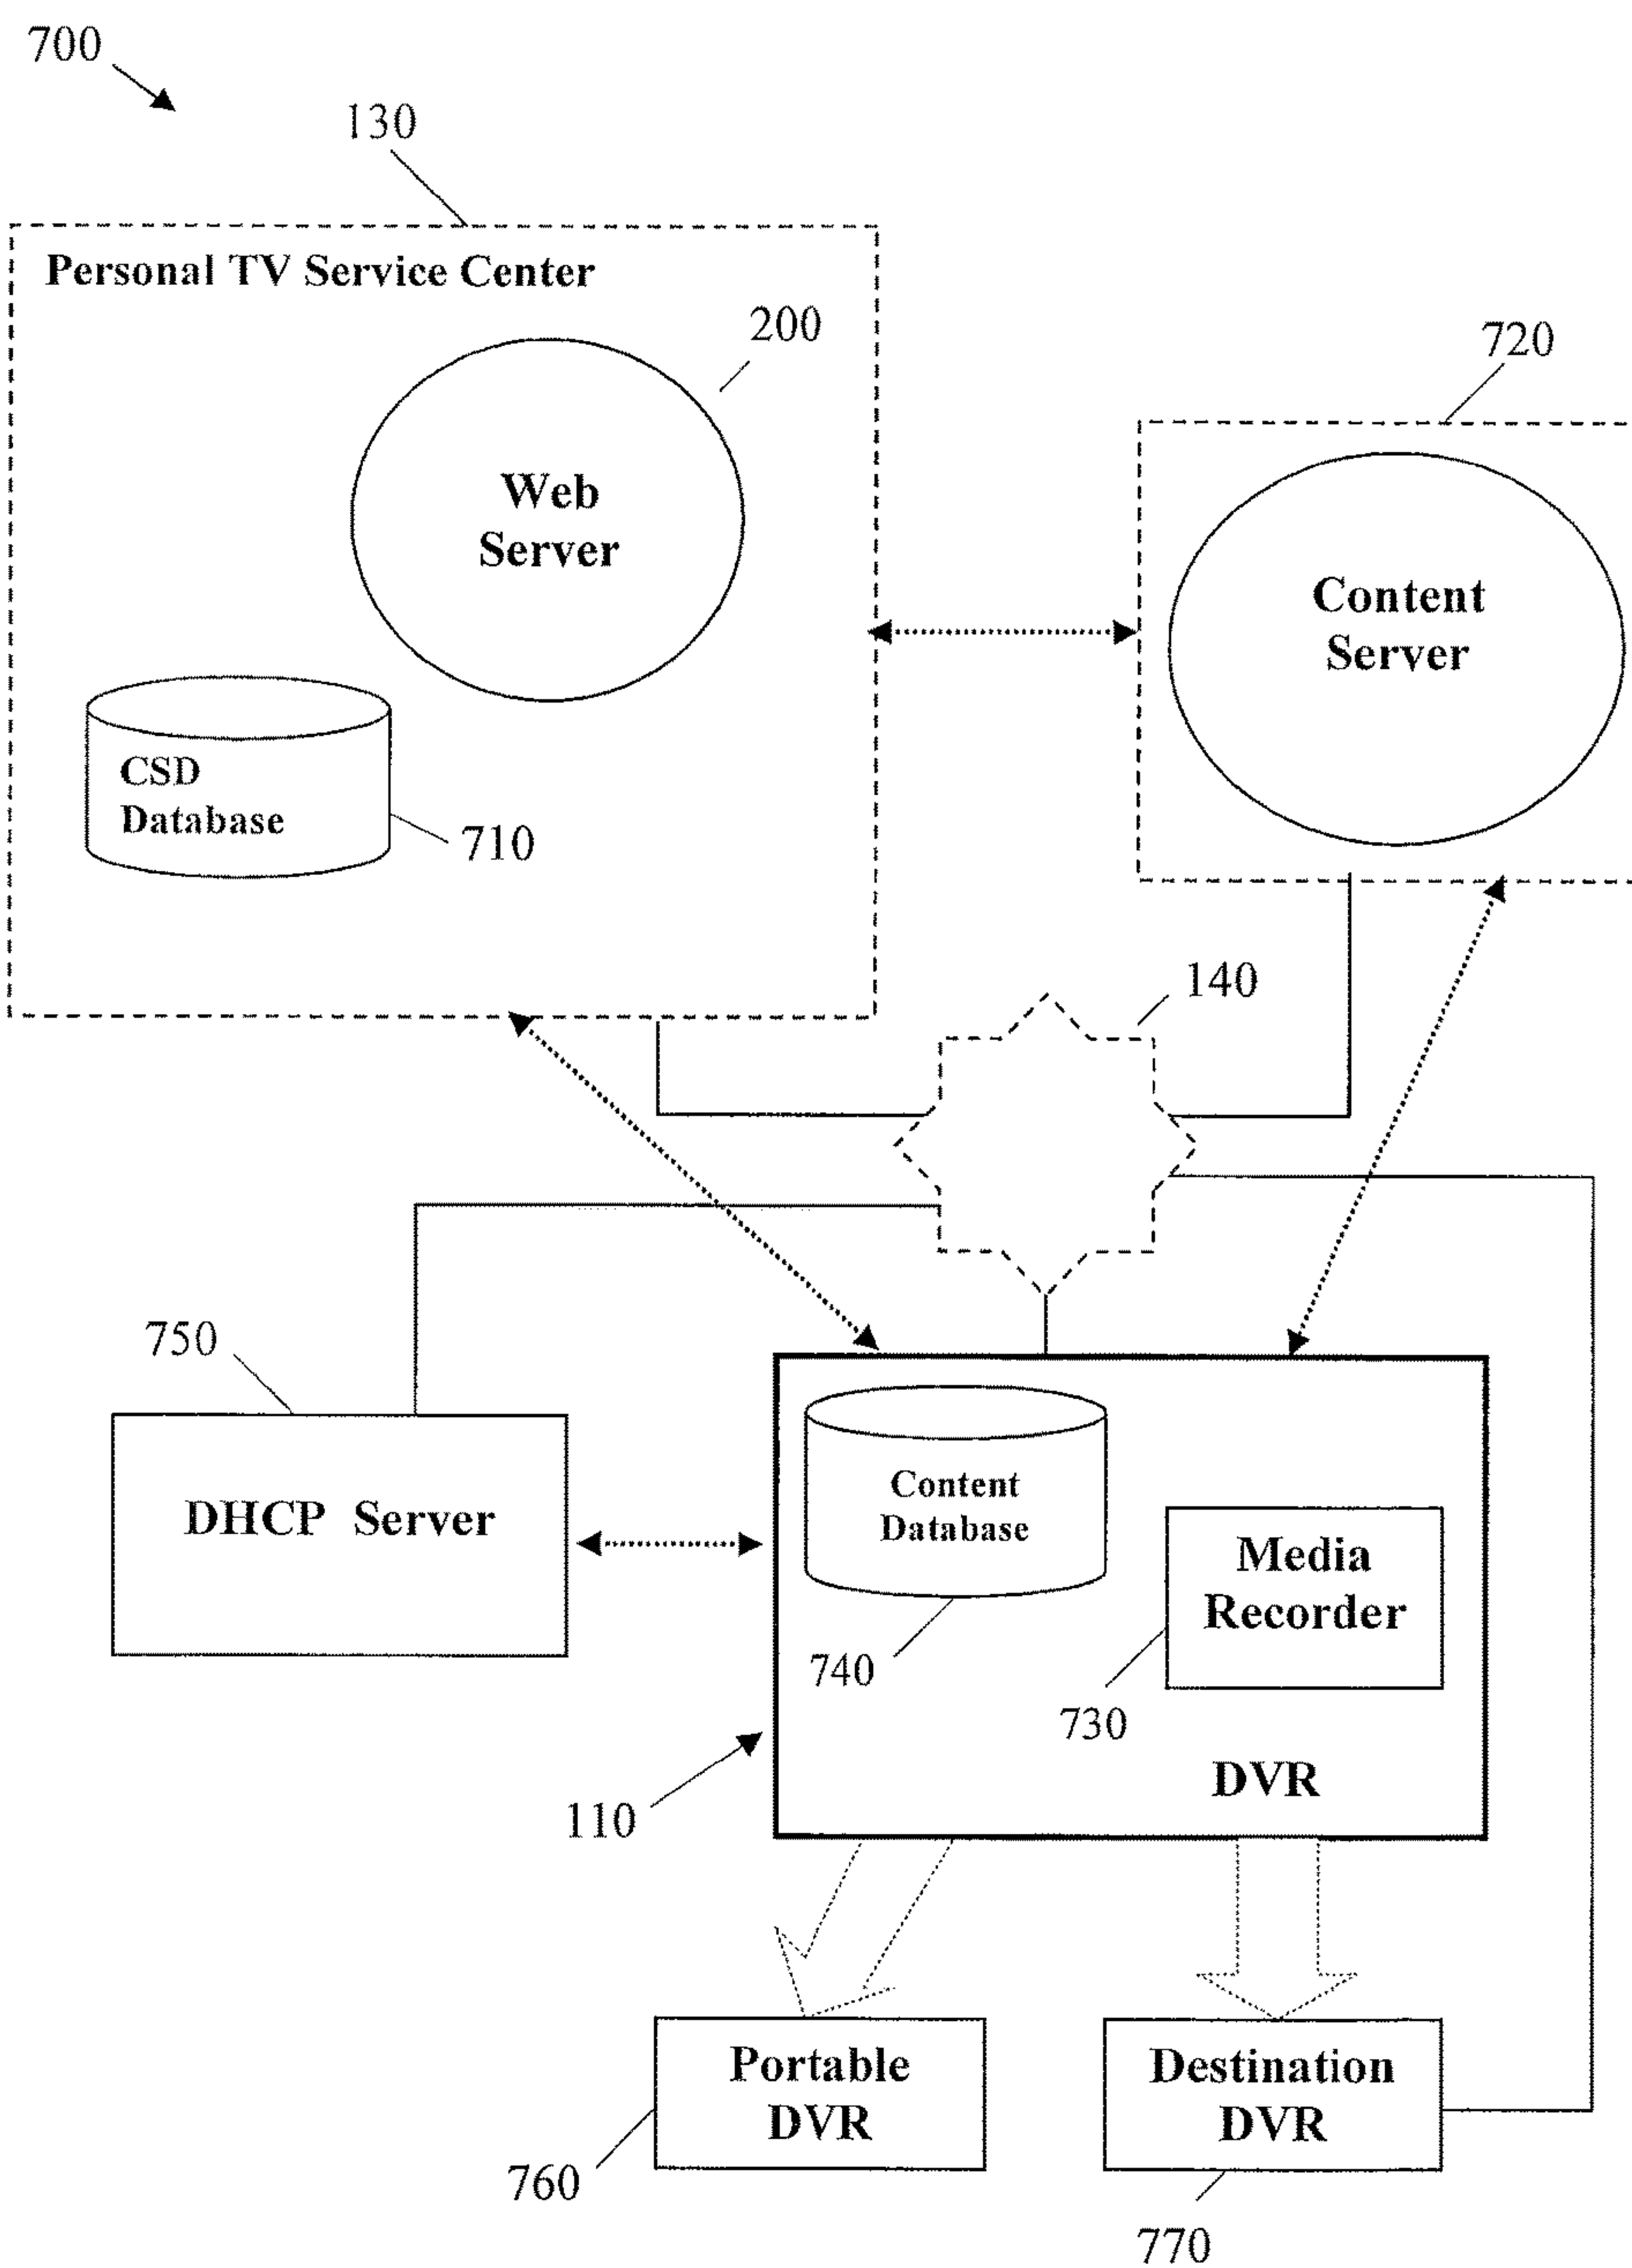 700
130
Personal TV Service Center
200
720
Web
Server
Content
Server
CSD
Database
710
140
750
DHCP Server
Content
Database
Media
Recorder
740
730
DVR
110
Portable
DVR
Destination
DVR
760
770